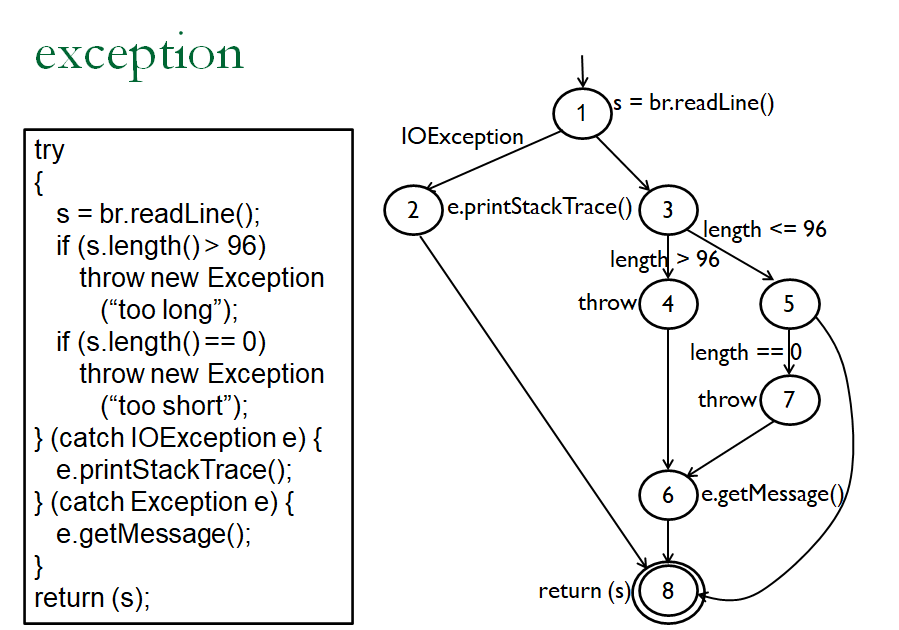 exception
try
{
s = br.readLine();
if (s.length() > 96)
throw new Exception
(“too long”);
if (s.length() == 0)
throw new Exception
(“too short”);
} (catch IOException e) {
e.printStackTrace();
} (catch Exception e) {
e.getMessage();
}
return (s);
1
s = br.readLine()
IOException
2
e.printStackTrace()
3
length <= 96
length > 96
throw
4
5
length == 0
throw
7
6
e.getMessage()
return (s)
8